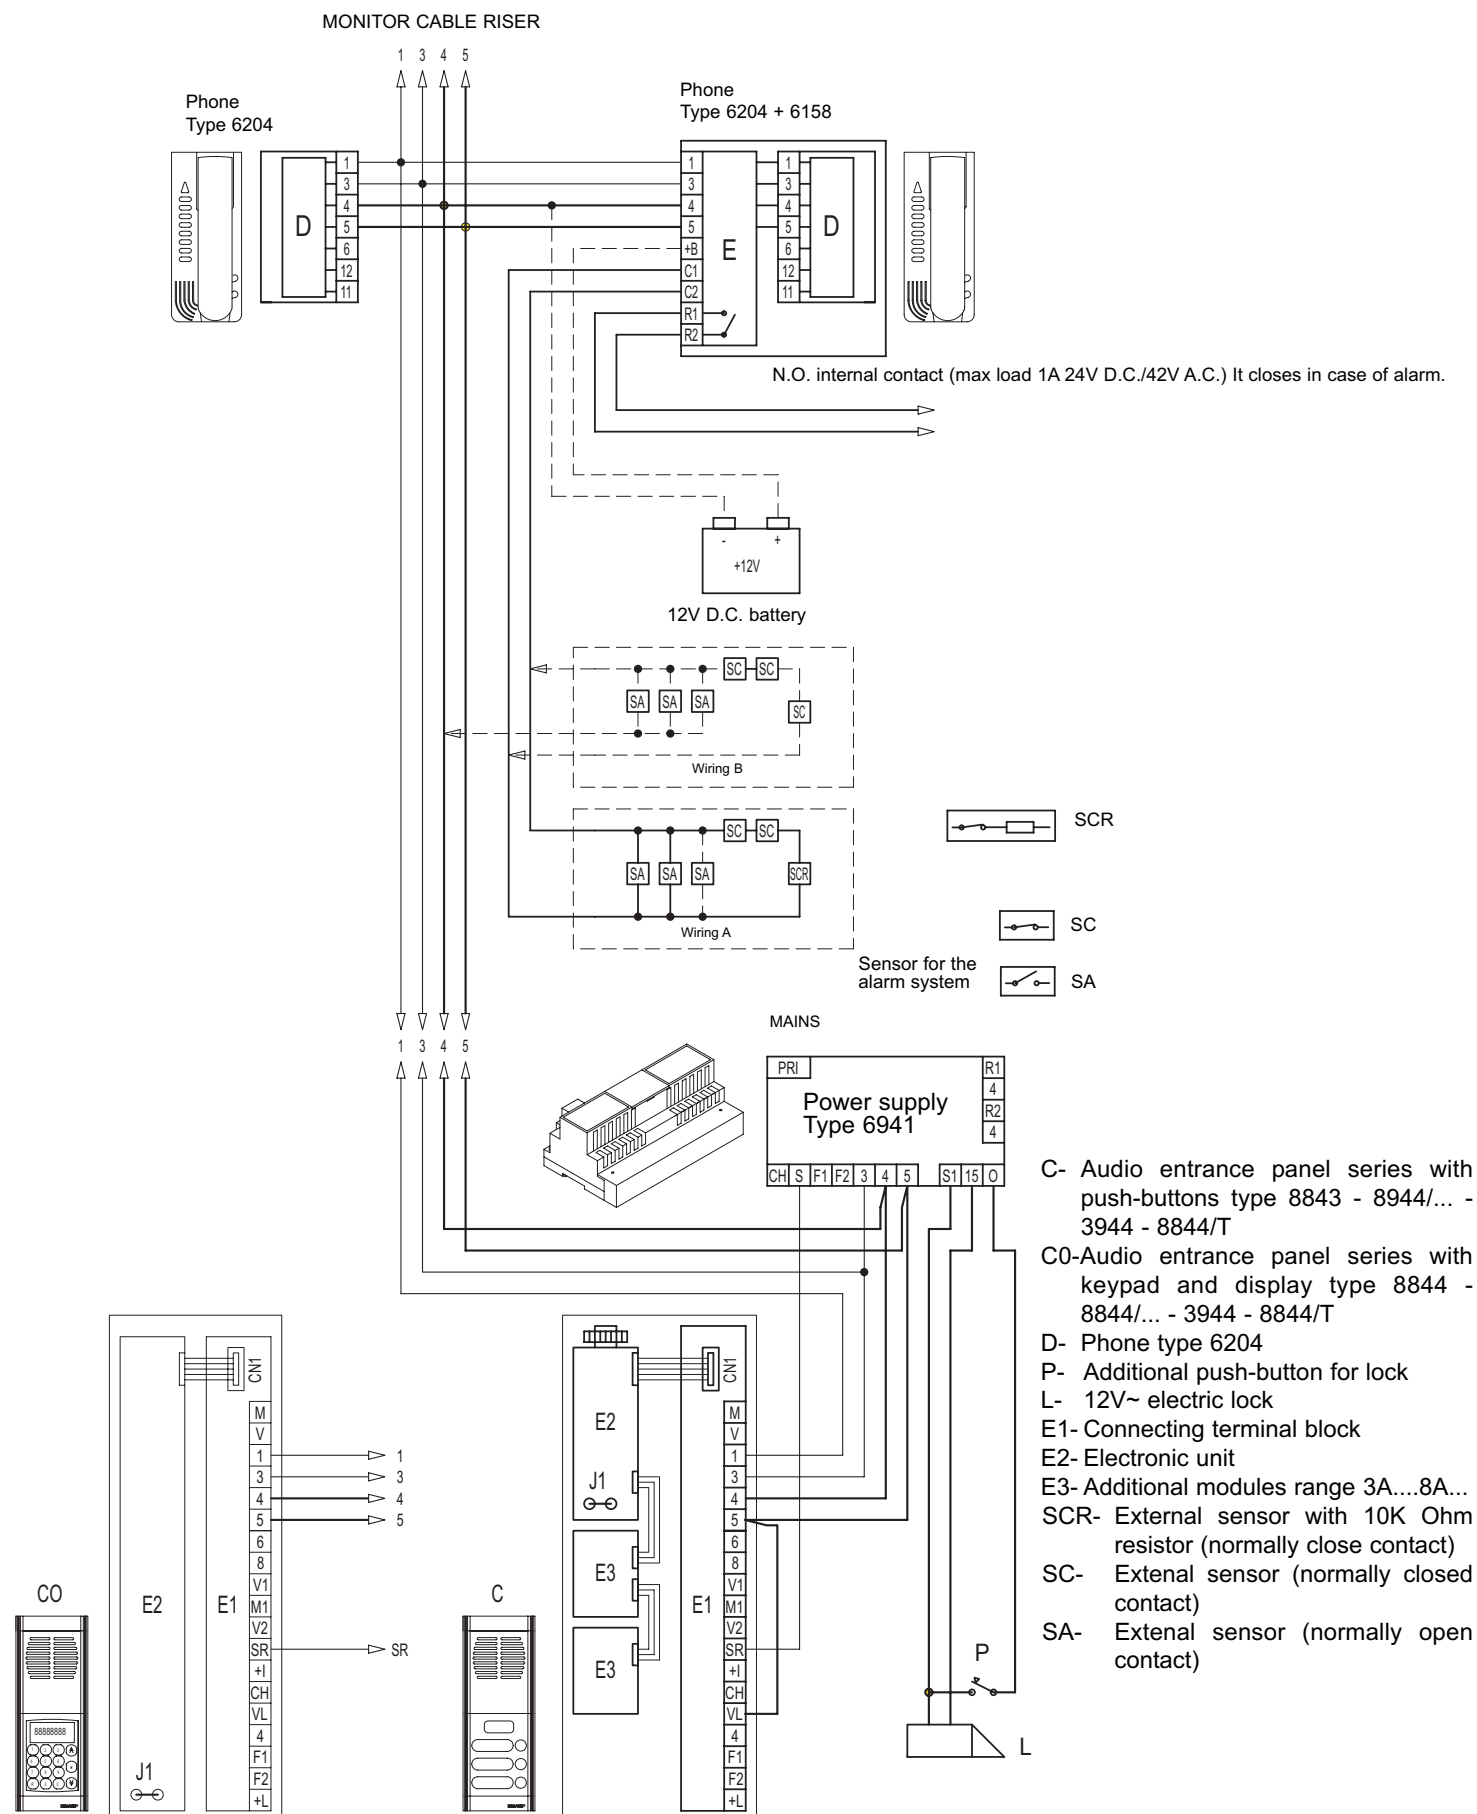 MONITOR CABLE RISER
1 3 4 5
Phone
Type 6204
Phone
Type 6204 + 6158
1
3
4
5
6
12
11
D
1
3
4
5
+B
C1
C2
R1
R2
E
1
3
4
5
6
12
11
D
N.O. internal contact (max load 1A 24V D.C./42V A.C.) It closes in case of alarm.
- +
+12V
12V D.C. battery
SC SC
SA SA SA
SC
Wiring B
SC SC
SA SA SA
SCR
Wiring A
SCR
SC
Sensor for the
alarm system
SA
MAINS
1 3 4 5
PRI
R1
4
R2
4
Power supply
Type 6941
CH S F1 F2 3 4 5 S1 15 O
C- Audio entrance panel series with
push-buttons type 8843 - 8944/... -
3944 - 8844/T
C0-Audio entrance panel series with
keypad and display type 8844 -
8844/... - 3944 - 8844/T
D- Phone type 6204
P- Additional push-button for lock
L- 12V~ electric lock
E1- Connecting terminal block
E2- Electronic unit
E3- Additional modules range 3A....8A...
SCR- External sensor with 10K Ohm
resistor (normally close contact)
SC- Extenal sensor (normally closed
contact)
SA- Extenal sensor (normally open
contact)
CO
88888888
E2
J1
E1
CN1
M
V
1
3
4
5
6
8
V1
M1
V2
SR
+I
CH
VL
4
F1
F2
+L
1
3
4
5
SR
C
E2
J1
E3
E3
E1
CN1
M
V
1
3
4
5
6
8
V1
M1
V2
SR
+I
CH
VL
4
F1
F2
+L
P
L